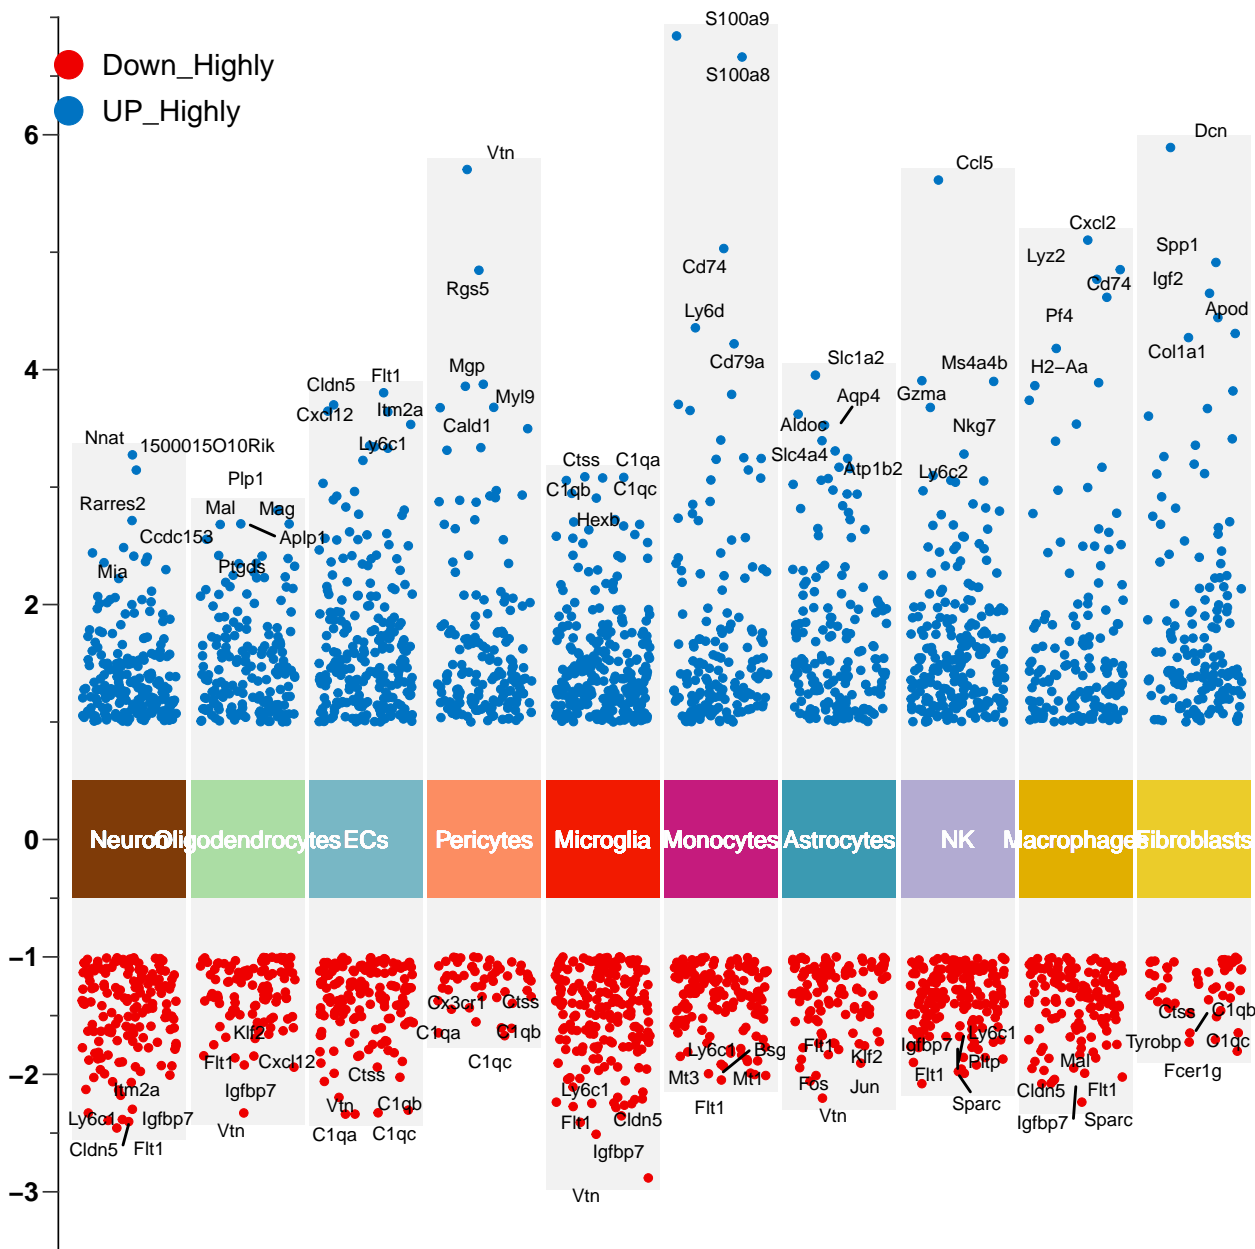 S100a9
Down_Highly
S100a8
UP_Highly
6
Dcn
Vtn
Ccl5
Cxcl2
Spp1
Lyz2
Cd74
Igf2
Cd74
Rgs5
Apod
Ly6d
Pf4
Col1a1
Slc1a2
Cd79a
Ms4a4b
H2−Aa
Mgp
4
Flt1
Cldn5
Gzma
Aqp4
Myl9
Itm2a
Cxcl12
Cald1
Aldoc
Nkg7
Nnat
1500015O10Rik
Ly6c1
Slc4a4
Ctss
C1qa
Atp1b2
Ly6c2
Plp1
C1qb
C1qc
Rarres2
Mal
Mag
Hexb
Ccdc153
Aplp1
Mia
Ptgds
2
0
Neuron
Oligodendrocytes
ECs
Pericytes
Microglia
Monocytes
Astrocytes
NK
Macrophages
Fibroblasts
−1
Cx3cr1
Ctss
Ctss
C1qb
Klf2
C1qa
C1qb
Ly6c1
Tyrobp
C1qc
Flt1
Igfbp7
Ly6c1
Bsg
Flt1
Cxcl12
C1qc
Klf2
Pltp
Mal
Fcer1g
−2
Ctss
Mt3
Mt1
Flt1
Itm2a
Igfbp7
Ly6c1
Fos
Jun
Cldn5
Flt1
Vtn
C1qb
Flt1
Sparc
Ly6c1
Igfbp7
Vtn
Flt1
Cldn5
Vtn
Igfbp7
Sparc
C1qa
C1qc
Cldn5
Flt1
Igfbp7
−3
Vtn